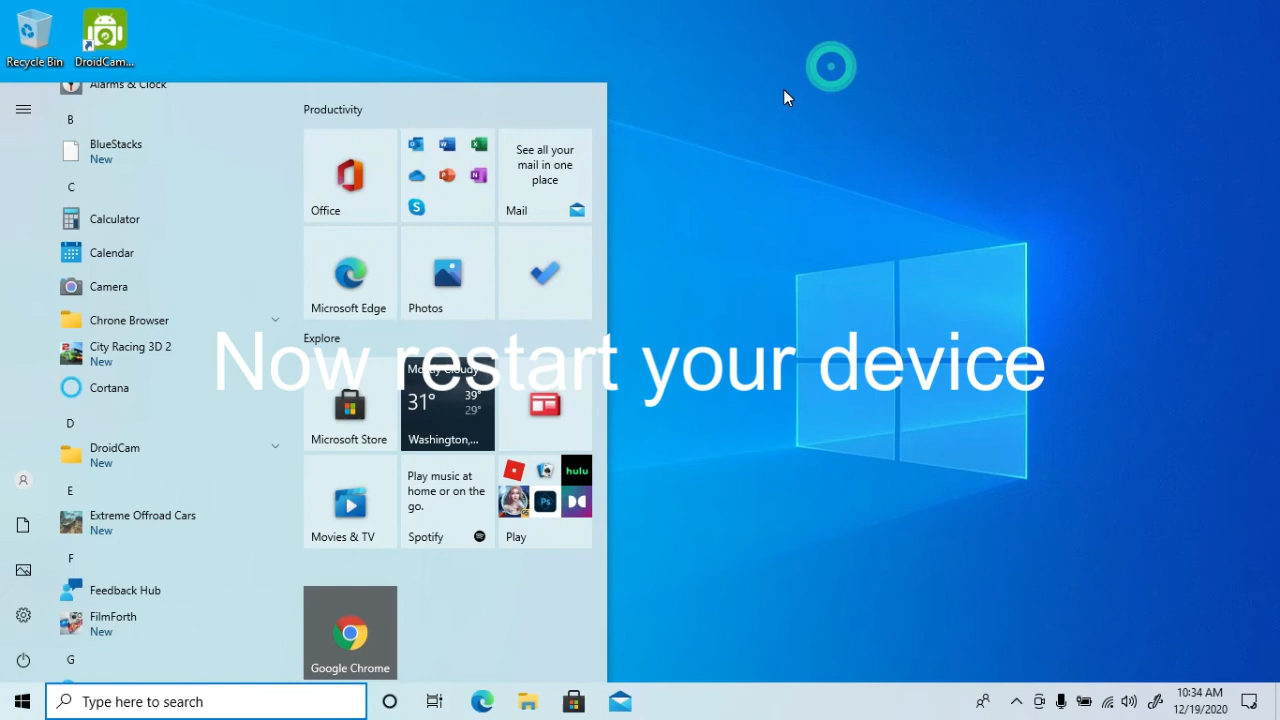 Recycle Bin
DroidCam...
Alarms & Clock
B
BlueStacks
New
C
Calculator
Calendar
Camera
Chrone Browser
City Racing 3D 2
New
Cortana
D
DroidCam
New
E
Extreme Offroad Cars
New
F
Feedback Hub
FilmForth
New
G
Productivity
Office
See all your
mail in one
place
Mail
Microsoft Edge
Photos
Explore
Microsoft Store
Mostly Cloudy
31° 39°
29°
Washington,...
Movies & TV
Play music at
home or on the
go.
Spotify
hulu
Ps
Play
Google Chrome
Now restart your device
Type here to search
10:34 AM
12/19/2020